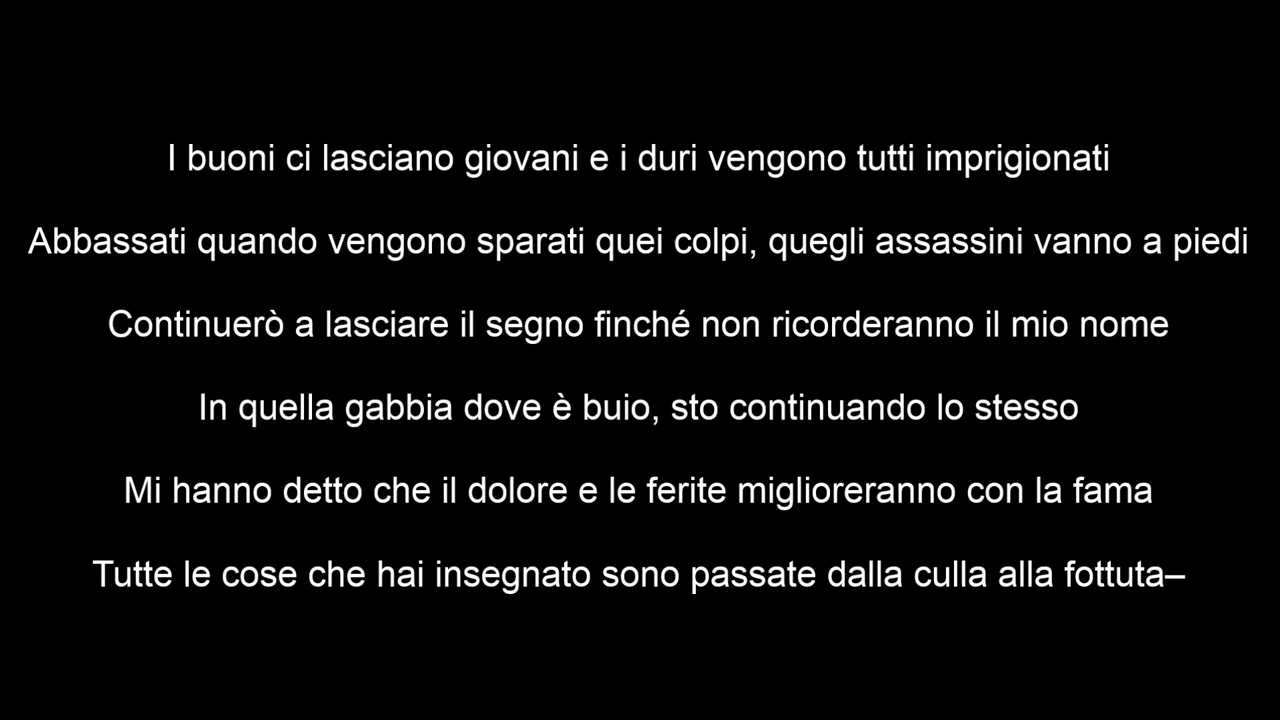 I buoni ci lasciano giovani e i duri vengono tutti imprigionati
Abbassati quando vengono sparati quei colpi, quegli assassini vanno a piedi
Continuerò a lasciare il segno finché non ricorderanno il mio nome
In quella gabbia dove è buio, sto continuando lo stesso
Mi hanno detto che il dolore e le ferite miglioreranno con la fama
Tutte le cose che hai insegnato sono passate dalla culla alla fottuta–